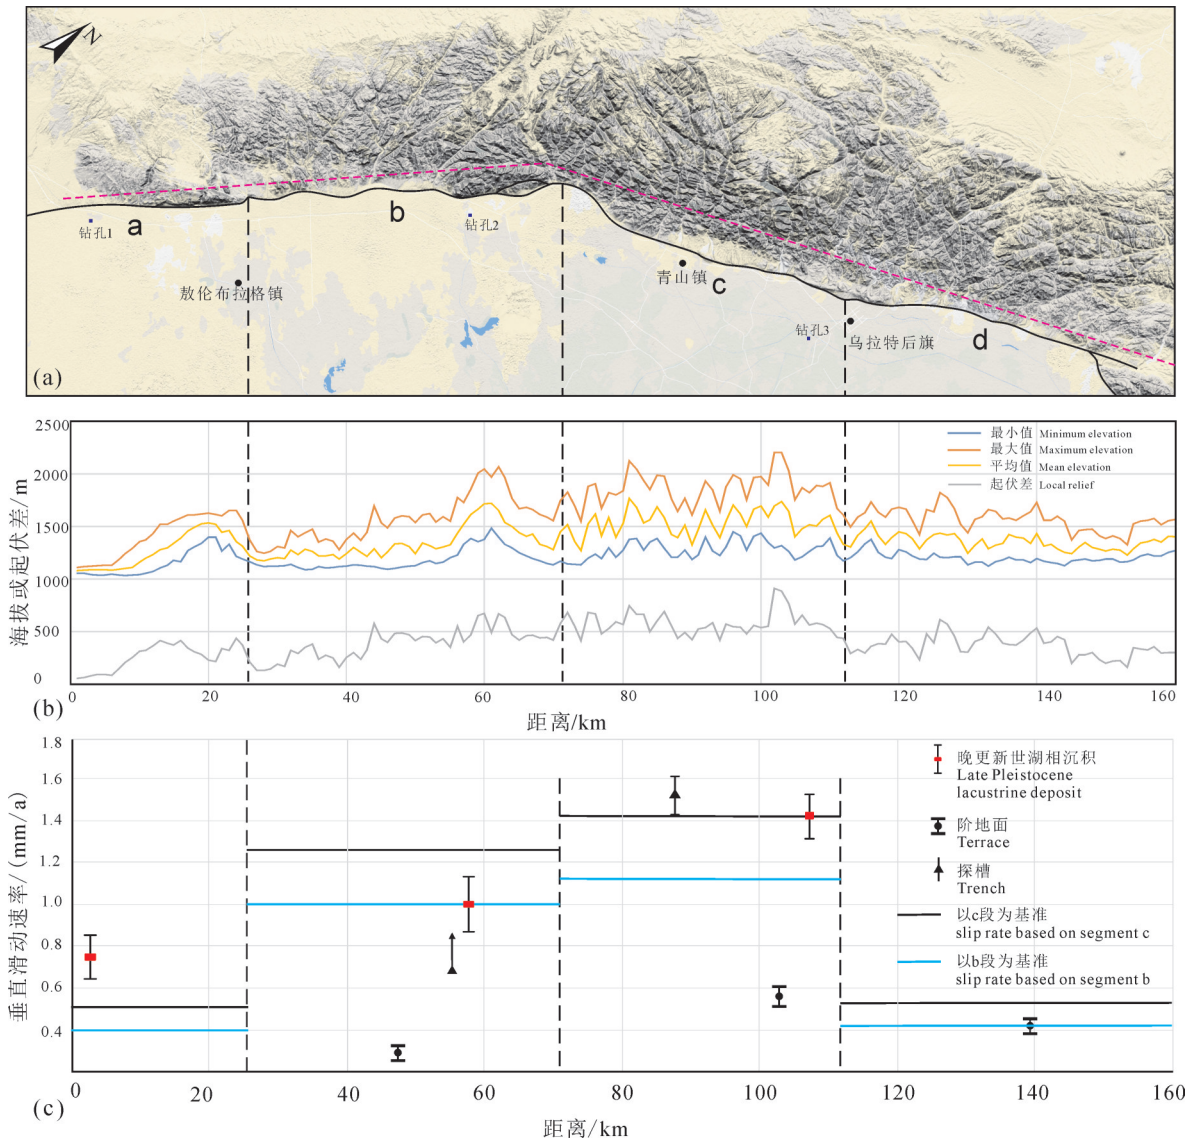 N
a
b
c
d
钻孔1
钻孔2
敖伦布拉格镇
青山镇
钻孔3
乌拉特后旗
(a)
海拔或起伏差/m
2500
2000
1500
1000
500
0
最小值 Minimum elevation
最大值 Maximum elevation
平均值 Mean elevation
起伏差 Local relief
0 20 40 60 80 100 120 140 160
距离/km
(b)
垂直滑动速率/(mm/a)
1.8
1.6
1.4
1.2
1.0
0.8
0.6
0.4
晚更新世湖相沉积
Late Pleistocene
lacustrine deposit
阶地面
Terrace
探槽
Trench
以c段为基准
slip rate based on segment c
以b段为基准
slip rate based on segment b
0 20 40 60 80 100 120 140 160
距离/km
(c)